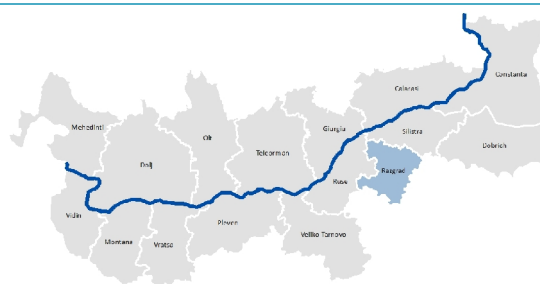 Constanta
Calarasi
Mehedinti
Giurgiu
Silistra
Olt
Dobrich
Teleorman
Dolj
Razgrad
Ruse
Vidin
Pleven
Veliko Tarnovo
Montana
Vratsa